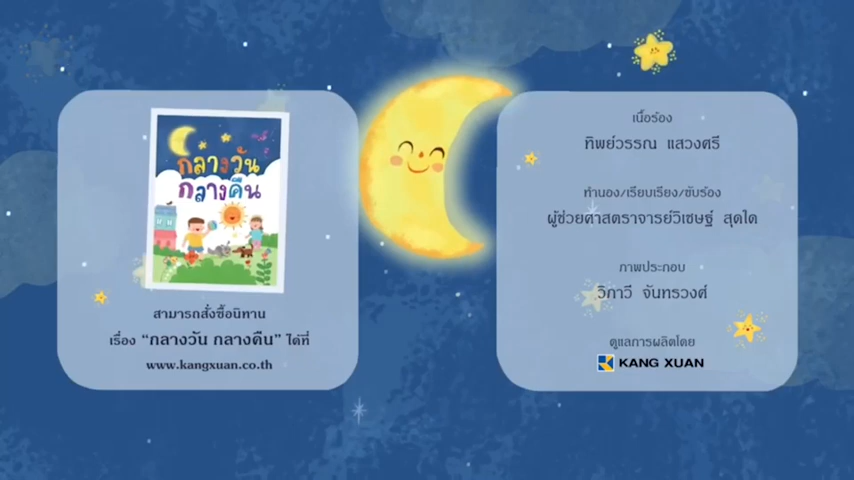 กลางวัน
กลางคืน
สามารถสั่งซื้อนิทาน
เรื่อง “กลางวัน กลางคืน” ได้ที่
www.kangxuan.co.th
เนื้อร้อง
ทิพย์วรรณ แสวงศรี
ทำนอง/เรียบเรียง/ขับร้อง
ผู้ช่วยศาสตราจารย์วิเชษฐ์ สุดใด
ภาพประกอบ
วิภาวี จันทรวงศ์
ดูแลการผลิตโดย
KANG XUAN